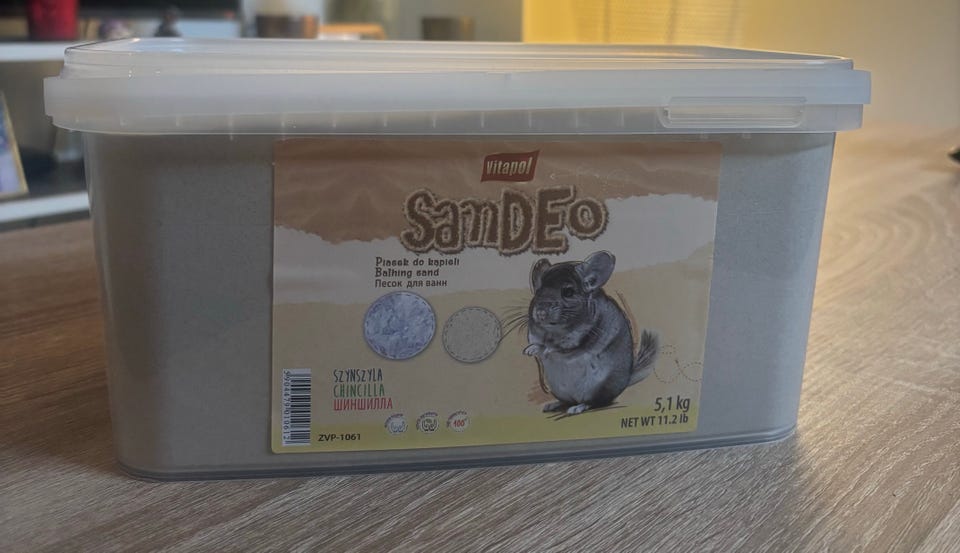 Vitapol
SanDEo
Piasek do kąpieli
Bathing sand
Песок для ванн
SZYNSZYLA
CHINCILLA
ШИНШИЛЛА
ZVP-1061
5,1 kg
NET WT 11.2 lb